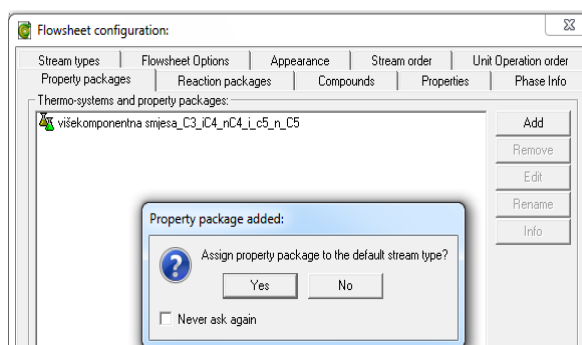 Flowsheet configuration:
Stream types Flowsheet Options Appearance Stream order Unit Operation order
Property packages Reaction packages Compounds Properties Phase Info
Thermo-systems and property packages:
višekomponentna smjesa_C3_iC4_nC4_i_c5_n_C5
Add
Remove
Edit
Rename
Info
Property package added:
Assign property package to the default stream type?
Yes No
Never ask again